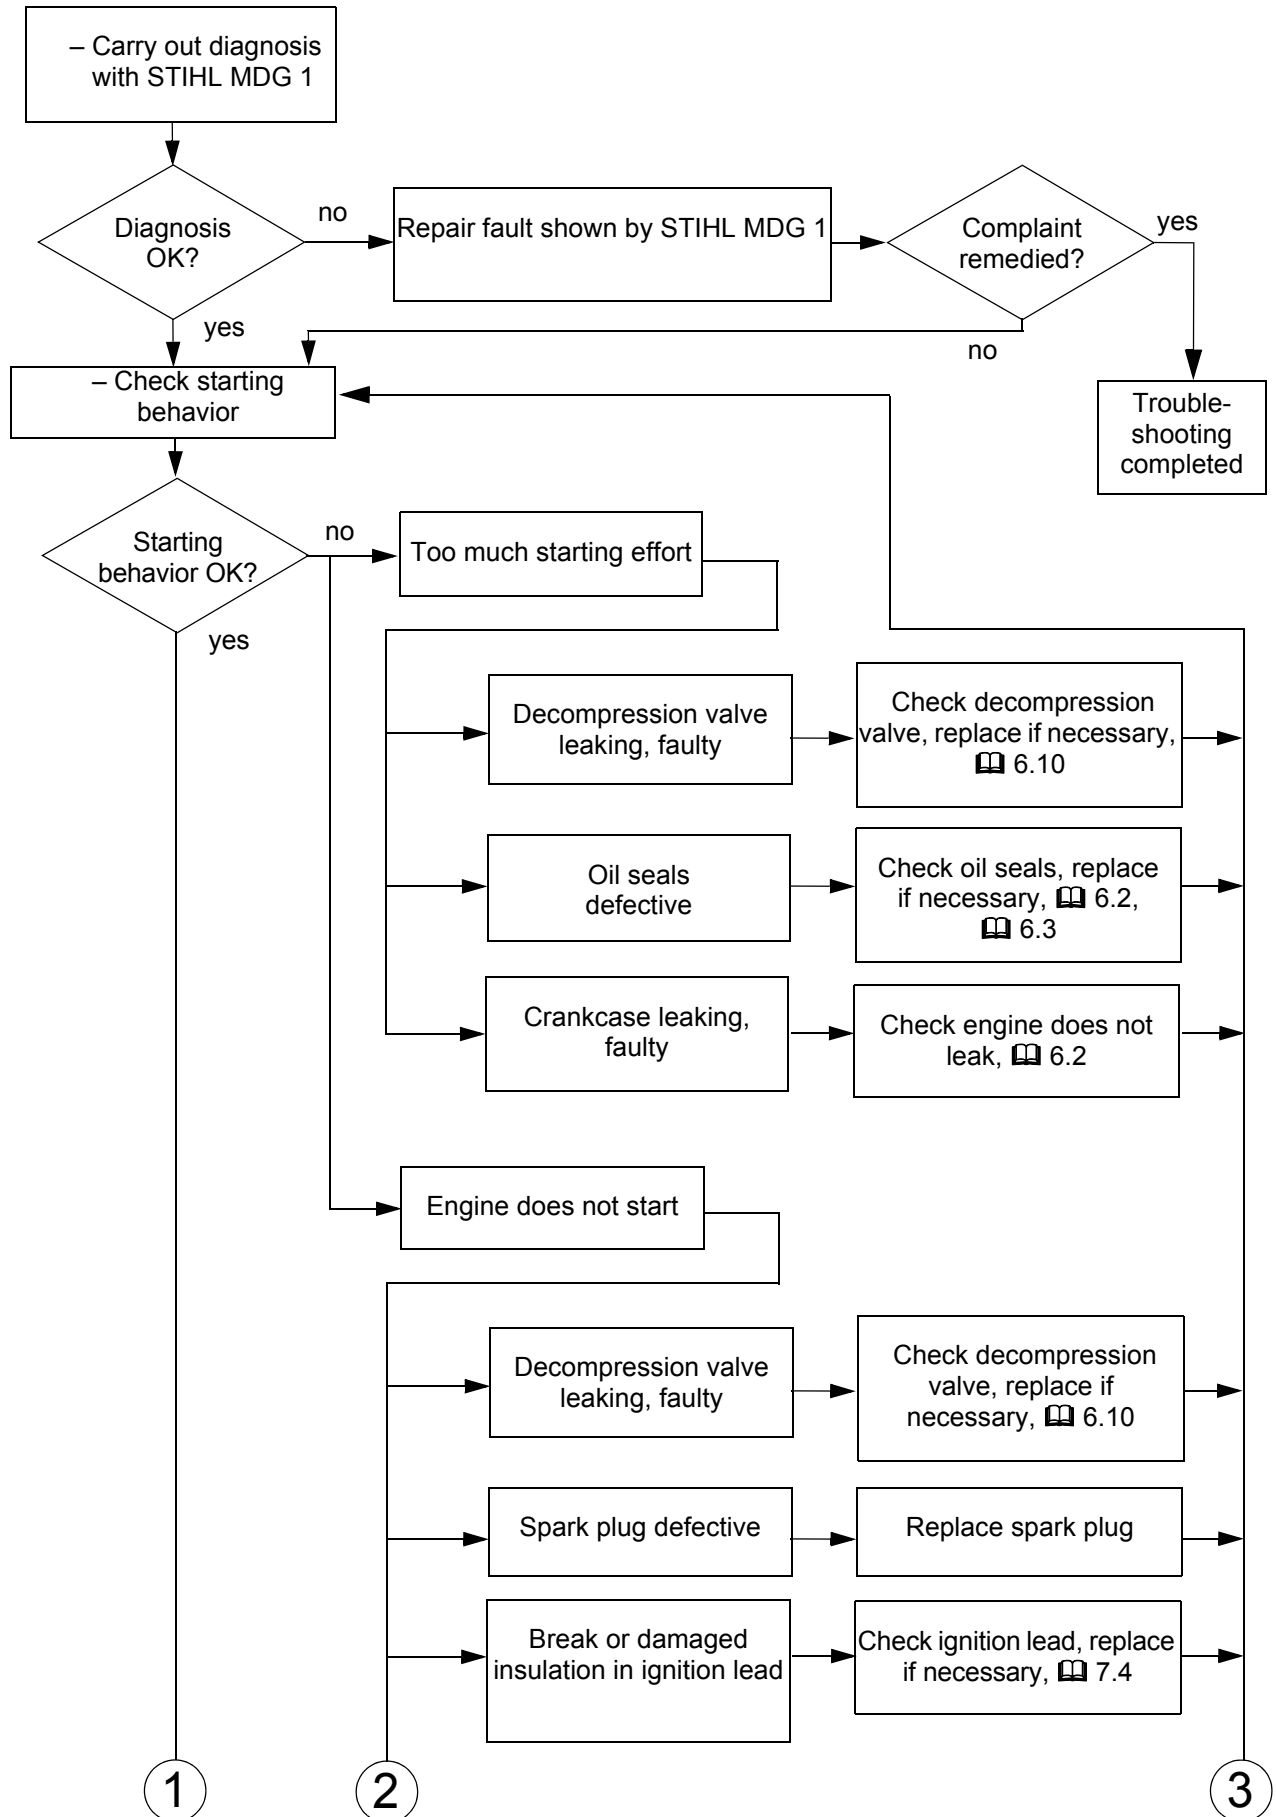 – Carry out diagnosis
with STIHL MDG 1
Diagnosis
OK?
no
Repair fault shown by STIHL MDG 1
Complaint
remedied?
yes
yes
no
– Check starting
behavior
Trouble-
shooting
completed
Starting
behavior OK?
no
Too much starting effort
yes
Decompression valve
leaking, faulty
Check decompression
valve, replace if necessary,
6.10
Oil seals
defective
Check oil seals, replace
if necessary, 6.2,
6.3
Crankcase leaking,
faulty
Check engine does not
leak, 6.2
Engine does not start
Decompression valve
leaking, faulty
Check decompression
valve, replace if
necessary, 6.10
Spark plug defective
Replace spark plug
Break or damaged
insulation in ignition lead
Check ignition lead, replace
if necessary, 7.4
1
2
3